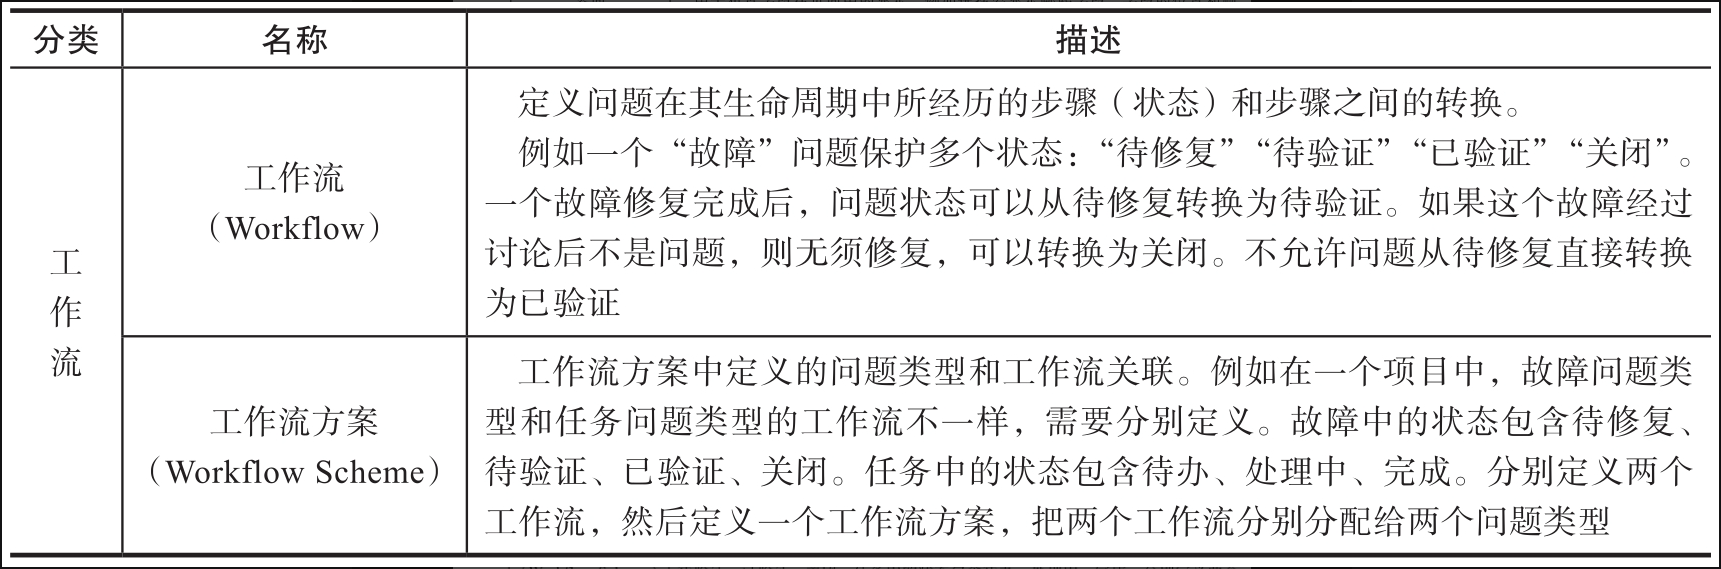 分类 名称 描述
工作流
工作流
（Workflow）
定义问题在其生命周期中所经历的步骤（状态）和步骤之间的转换。
例如一个“故障”问题保护多个状态：“待修复”“待验证”“已验证”“关闭”。
一个故障修复完成后，问题状态可以从待修复转换为待验证。如果这个故障经过
讨论后不是问题，则无须修复，可以转换为关闭。不允许问题从待修复直接转换
为已验证
工作流方案
（Workflow Scheme）
工作流方案中定义的问题类型和工作流关联。例如在一个项目中，故障问题类
型和任务问题类型的工作流不一样，需要分别定义。故障中的状态包含待修复、
待验证、已验证、关闭。任务中的状态包含待办、处理中、完成。分别定义两个
工作流，然后定义一个工作流方案，把两个工作流分别分配给两个问题类型